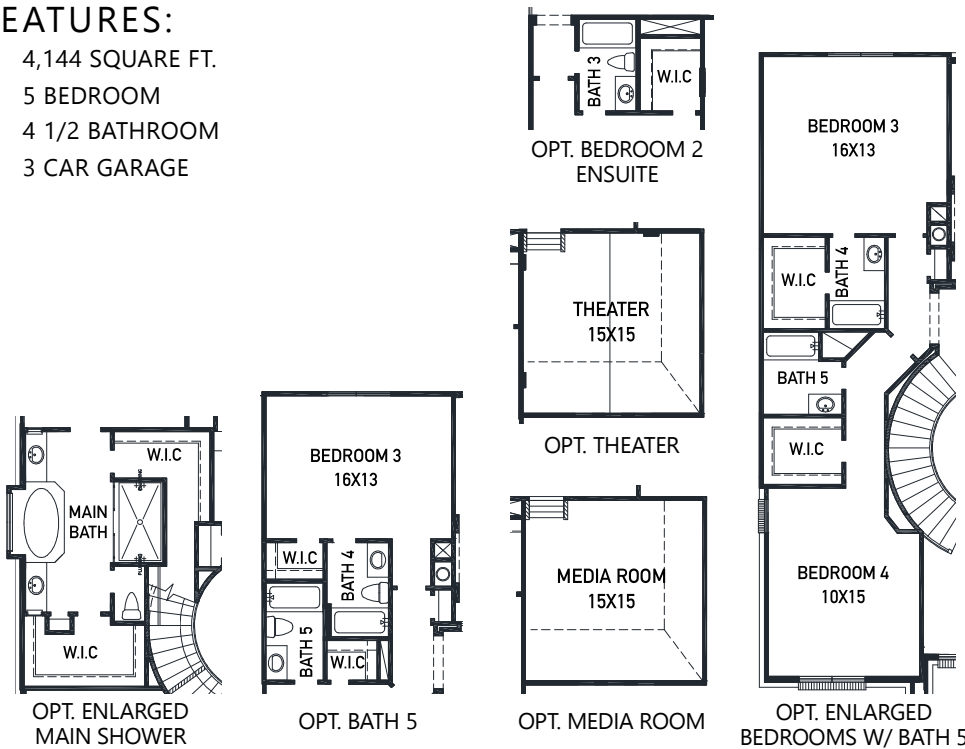 EATURES:
4,144 SQUARE FT.
5 BEDROOM
4 1/2 BATHROOM
3 CAR GARAGE
BATH 3
W.I.C
OPT. BEDROOM 2
ENSUITE
THEATER
15X15
OPT. THEATER
MEDIA ROOM
15X15
OPT. MEDIA ROOM
W.I.C
MAIN
BATH
W.I.C
OPT. ENLARGED
MAIN SHOWER
BEDROOM 3
16X13
W.I.C
BATH 4
BATH 5
W.I.C
OPT. BATH 5
BEDROOM 3
16X13
W.I.C
BATH 4
BATH 5
W.I.C
BEDROOM 4
10X15
OPT. ENLARGED
BEDROOMS W/ BATH 5